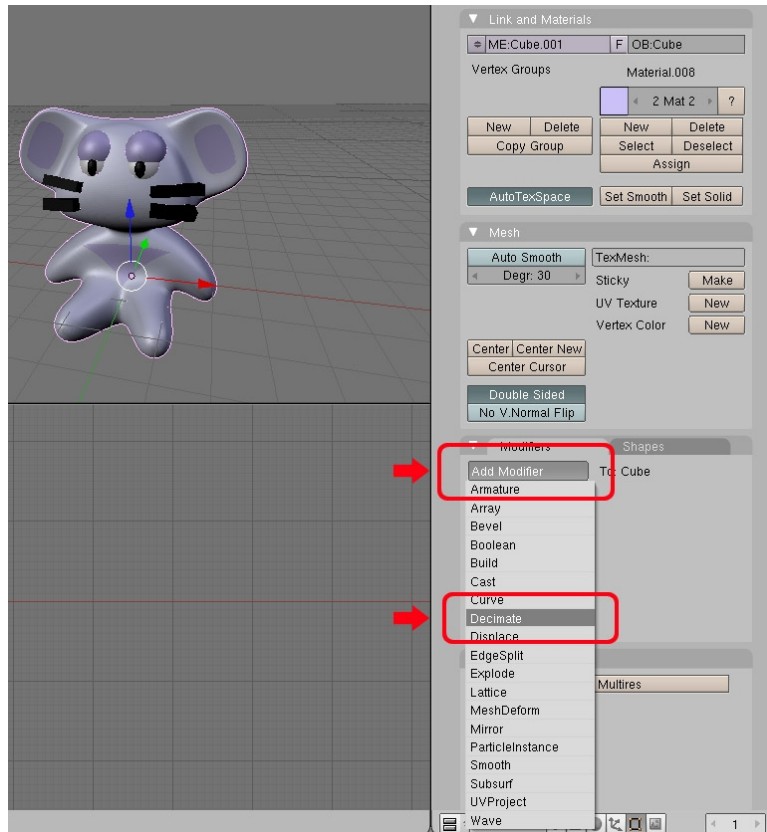 Link and Materials
ME:Cube.001 F OB:Cube
Vertex Groups
Material.008
2 Mat 2 ?
New Delete New Delete
Copy Group Select Deselect
Assign
AutoTexSpace Set Smooth Set Solid
Mesh
Auto Smooth TexMesh:
Degr: 30 Sticky Make
UV Texture New
Vertex Color New
Center Center New
Center Cursor
Double Sided
No V.Normal Flip
Modifiers Shapes
Add Modifier To: Cube
Armature
Array
Bevel
Boolean
Build
Cast
Curve
Decimate
Displace
EdgeSplit
Explode
Lattice
Multires
MeshDeform
Mirror
ParticleInstance
Smooth
Subsurf
UVProject
Wave
1